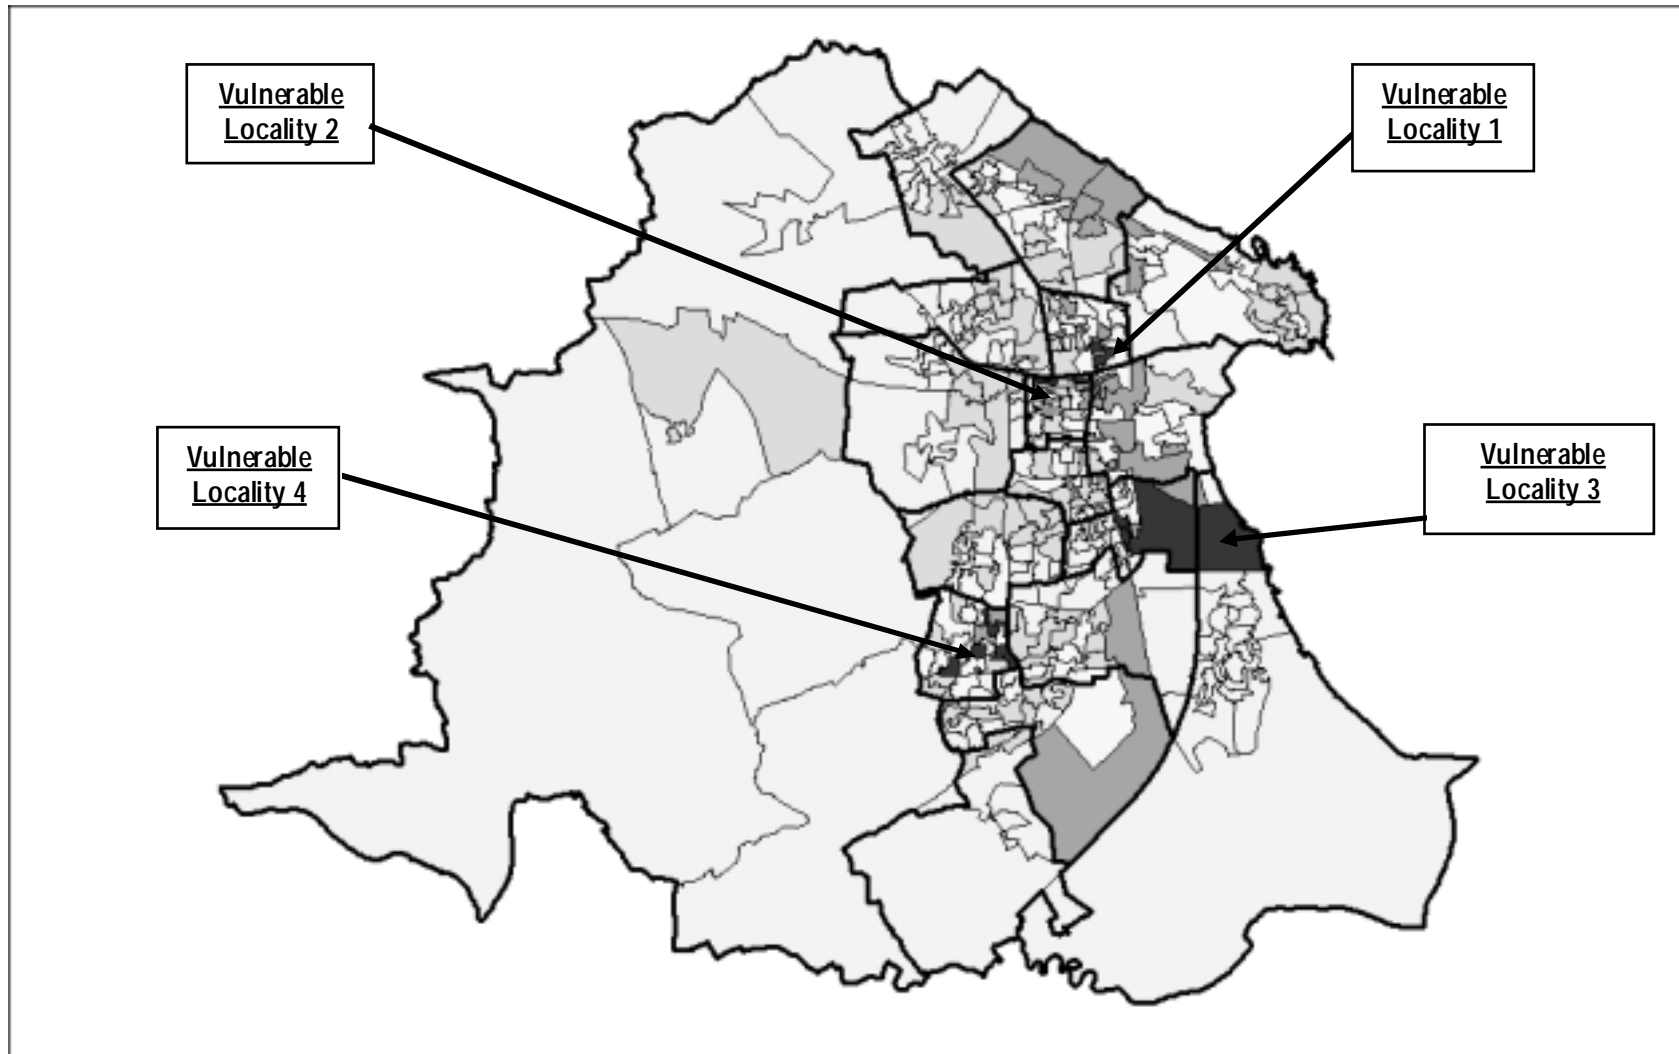 Vulnerable
Locality 2
Vulnerable
Locality 1
Vulnerable
Locality 4
Vulnerable
Locality 3